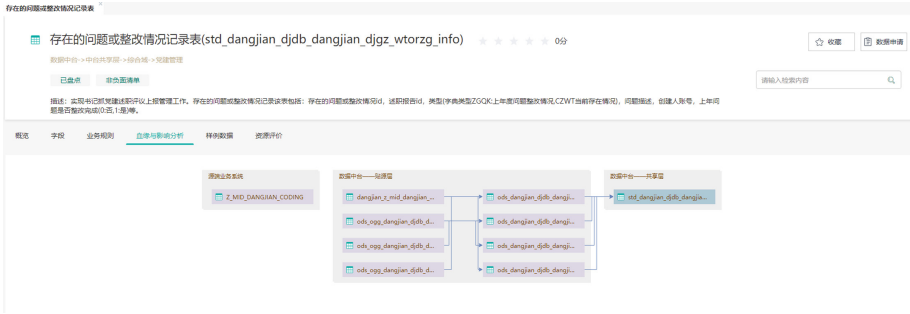 存在的问题或整改情况记录表
存在的问题或整改情况记录表(std_dangjian_djdb_dangjian_djgz_wtorzg_info)
0分
收藏
数据申请
数据中台->中台共享层->综合域->党建管理
已盘点
非负面清单
请输入检索内容
描述：实现书记抓党建述职评议上报管理工作。存在的问题或整改情况记录该表包括：存在的问题或整改情况id，述职报告id，类型(字典类型ZGQK:上年度问题整改情况,CZWT当前存在情况)，问题描述，创建人账号，上年问
题是否整改完成(0:否,1:是)等。
概览 字段 业务规则 血缘与影响分析 样例数据 资源评价
源端业务系统
数据中台——贴源层
数据中台——共享层
Z_MID_DANGJIAN_CODING
dangjian_z_mid_dangjian_...
ods_dangjian_djdb_dangji...
std_dangjian_djdb_dangjia...
ods_ogg_dangjian_djdb_d...
ods_dangjian_djdb_dangji...
ods_ogg_dangjian_djdb_d...
ods_dangjian_djdb_dangji...
ods_ogg_dangjian_djdb_d...
ods_dangjian_djdb_dangji...